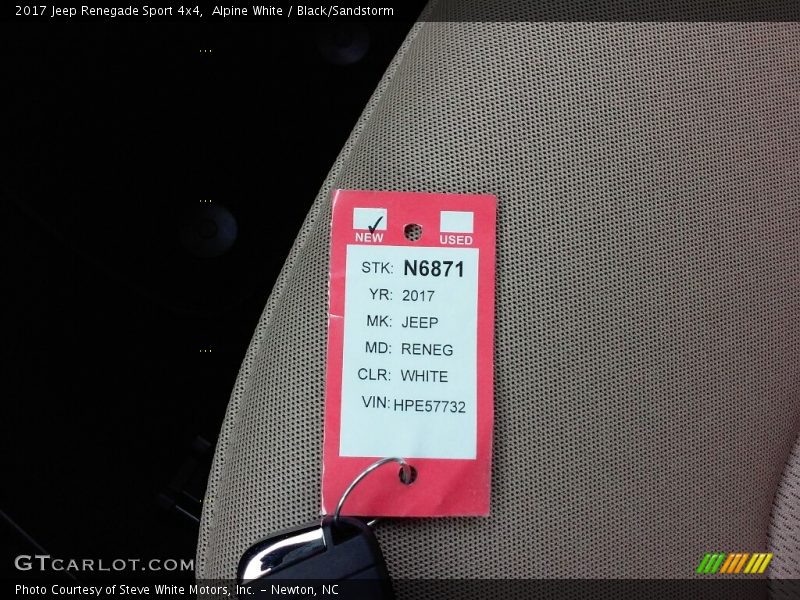 2017 Jeep Renegade Sport 4x4,  Alpine White / Black/Sandstorm
NEW USED
STK: N6871
YR: 2017
MK: JEEP
MD: RENEG
CLR: WHITE
VIN: HPE57732
GTCARLOT.COM
Photo Courtesy of Steve White Motors, Inc. – Newton, NC